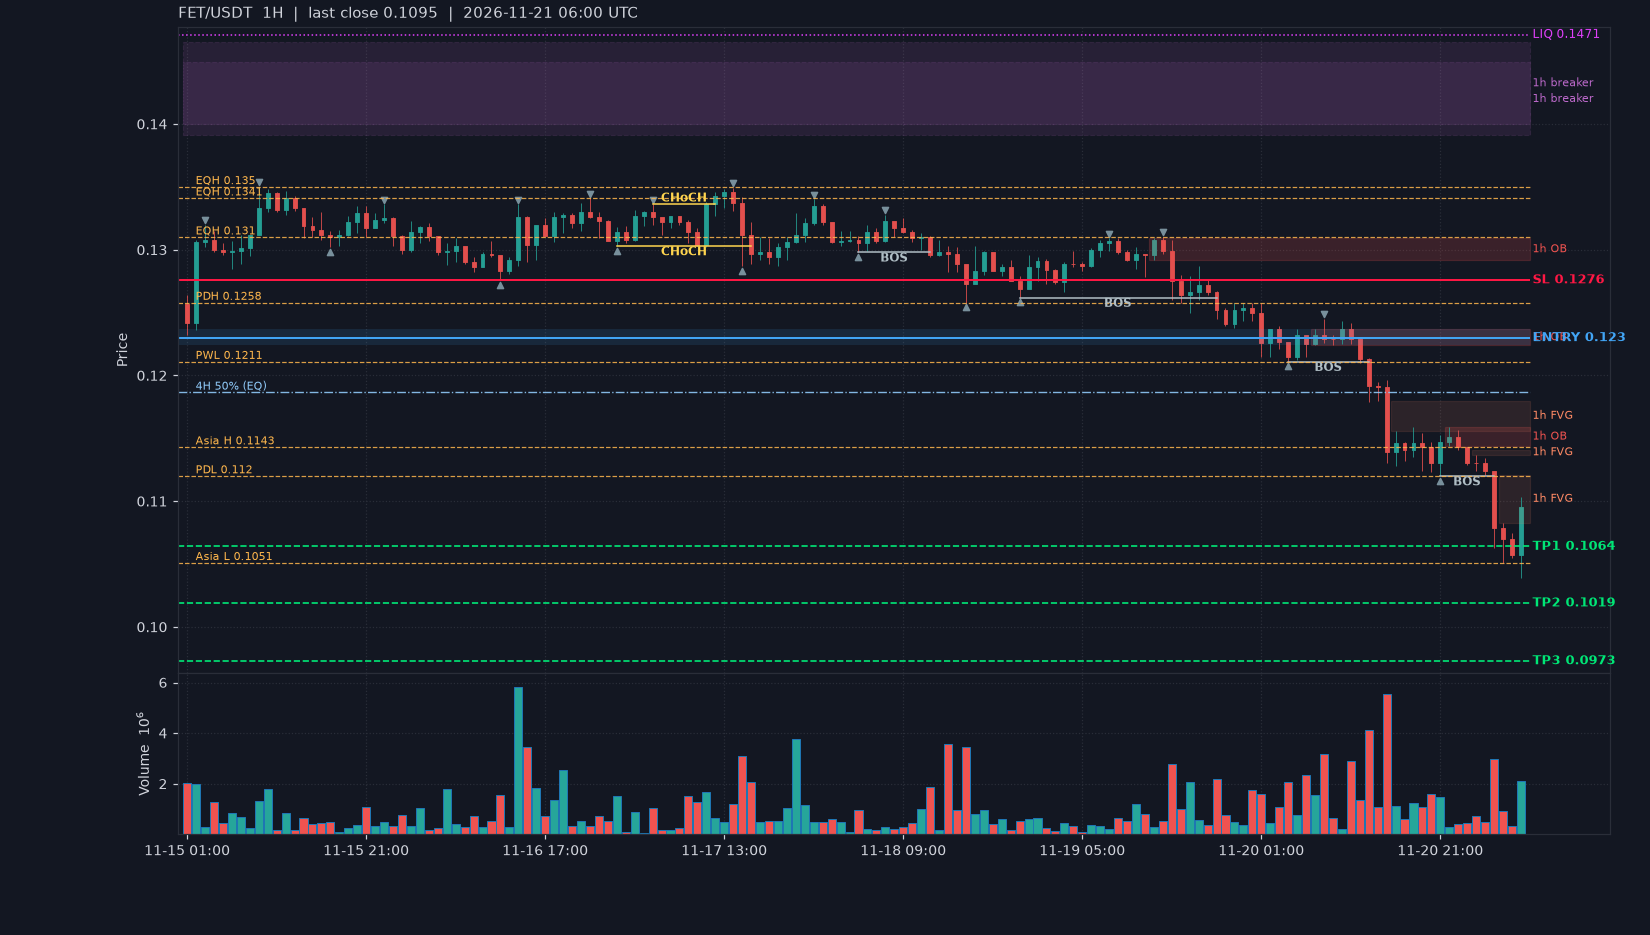 FET/USDT 1H | last close 0.1095 | 2026-11-21 06:00 UTC
LIQ 0.1471
1h breaker
1h breaker
0.14
EQH 0.135
EQH 0.1341
CHoCH
EQH 0.131
0.13
CHoCH
BOS
1h OB
SL 0.1276
PDH 0.1258
BOS
ENTRY 0.123
Price
PWL 0.1211
BOS
0.12
4H 50% (EQ)
1h FVG
1h OB
Asia H 0.1143
1h FVG
PDL 0.112
BOS
0.11
1h FVG
TP1 0.1064
Asia L 0.1051
TP2 0.1019
0.10
TP3 0.0973
Volume 10⁶
6
4
2
11-15 01:00
11-15 21:00
11-16 17:00
11-17 13:00
11-18 09:00
11-19 05:00
11-20 01:00
11-20 21:00